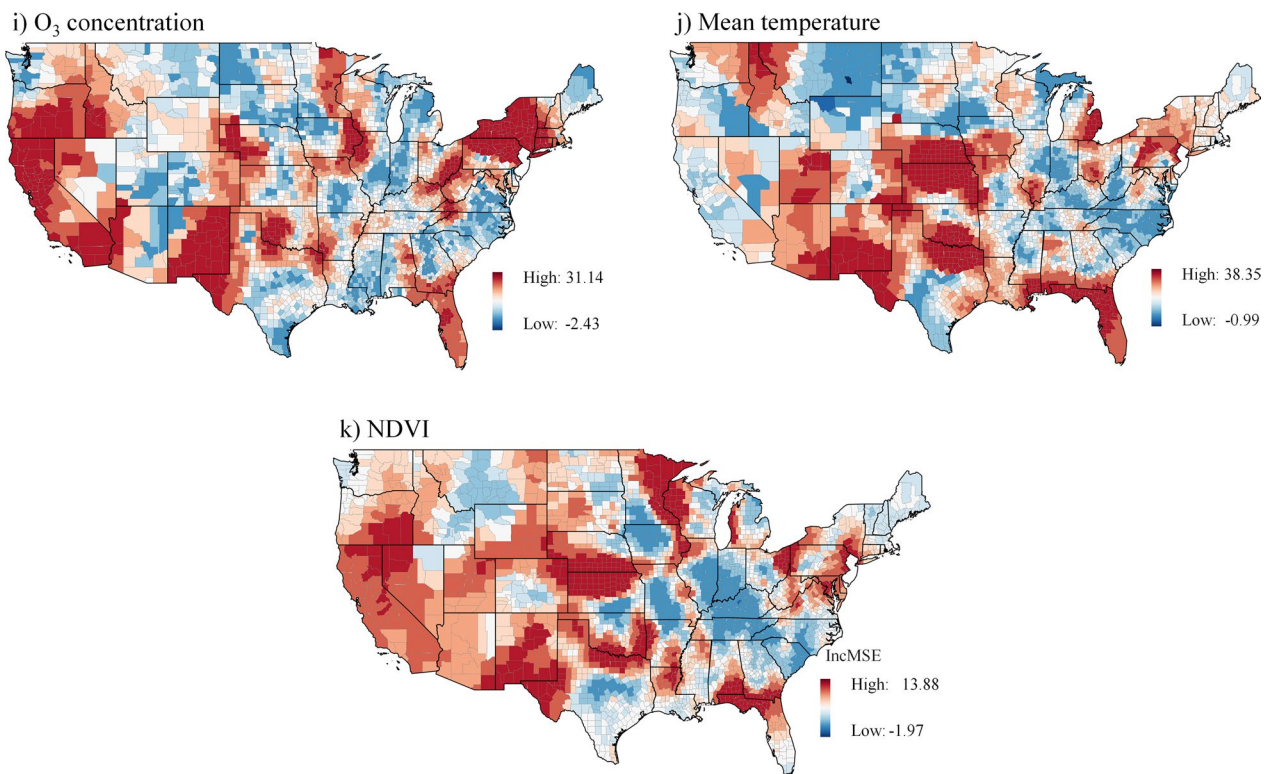 i) O₃ concentration
High: 31.14
Low: -2.43
j) Mean temperature
High: 38.35
Low: -0.99
k) NDVI
IncMSE
High: 13.88
Low: -1.97